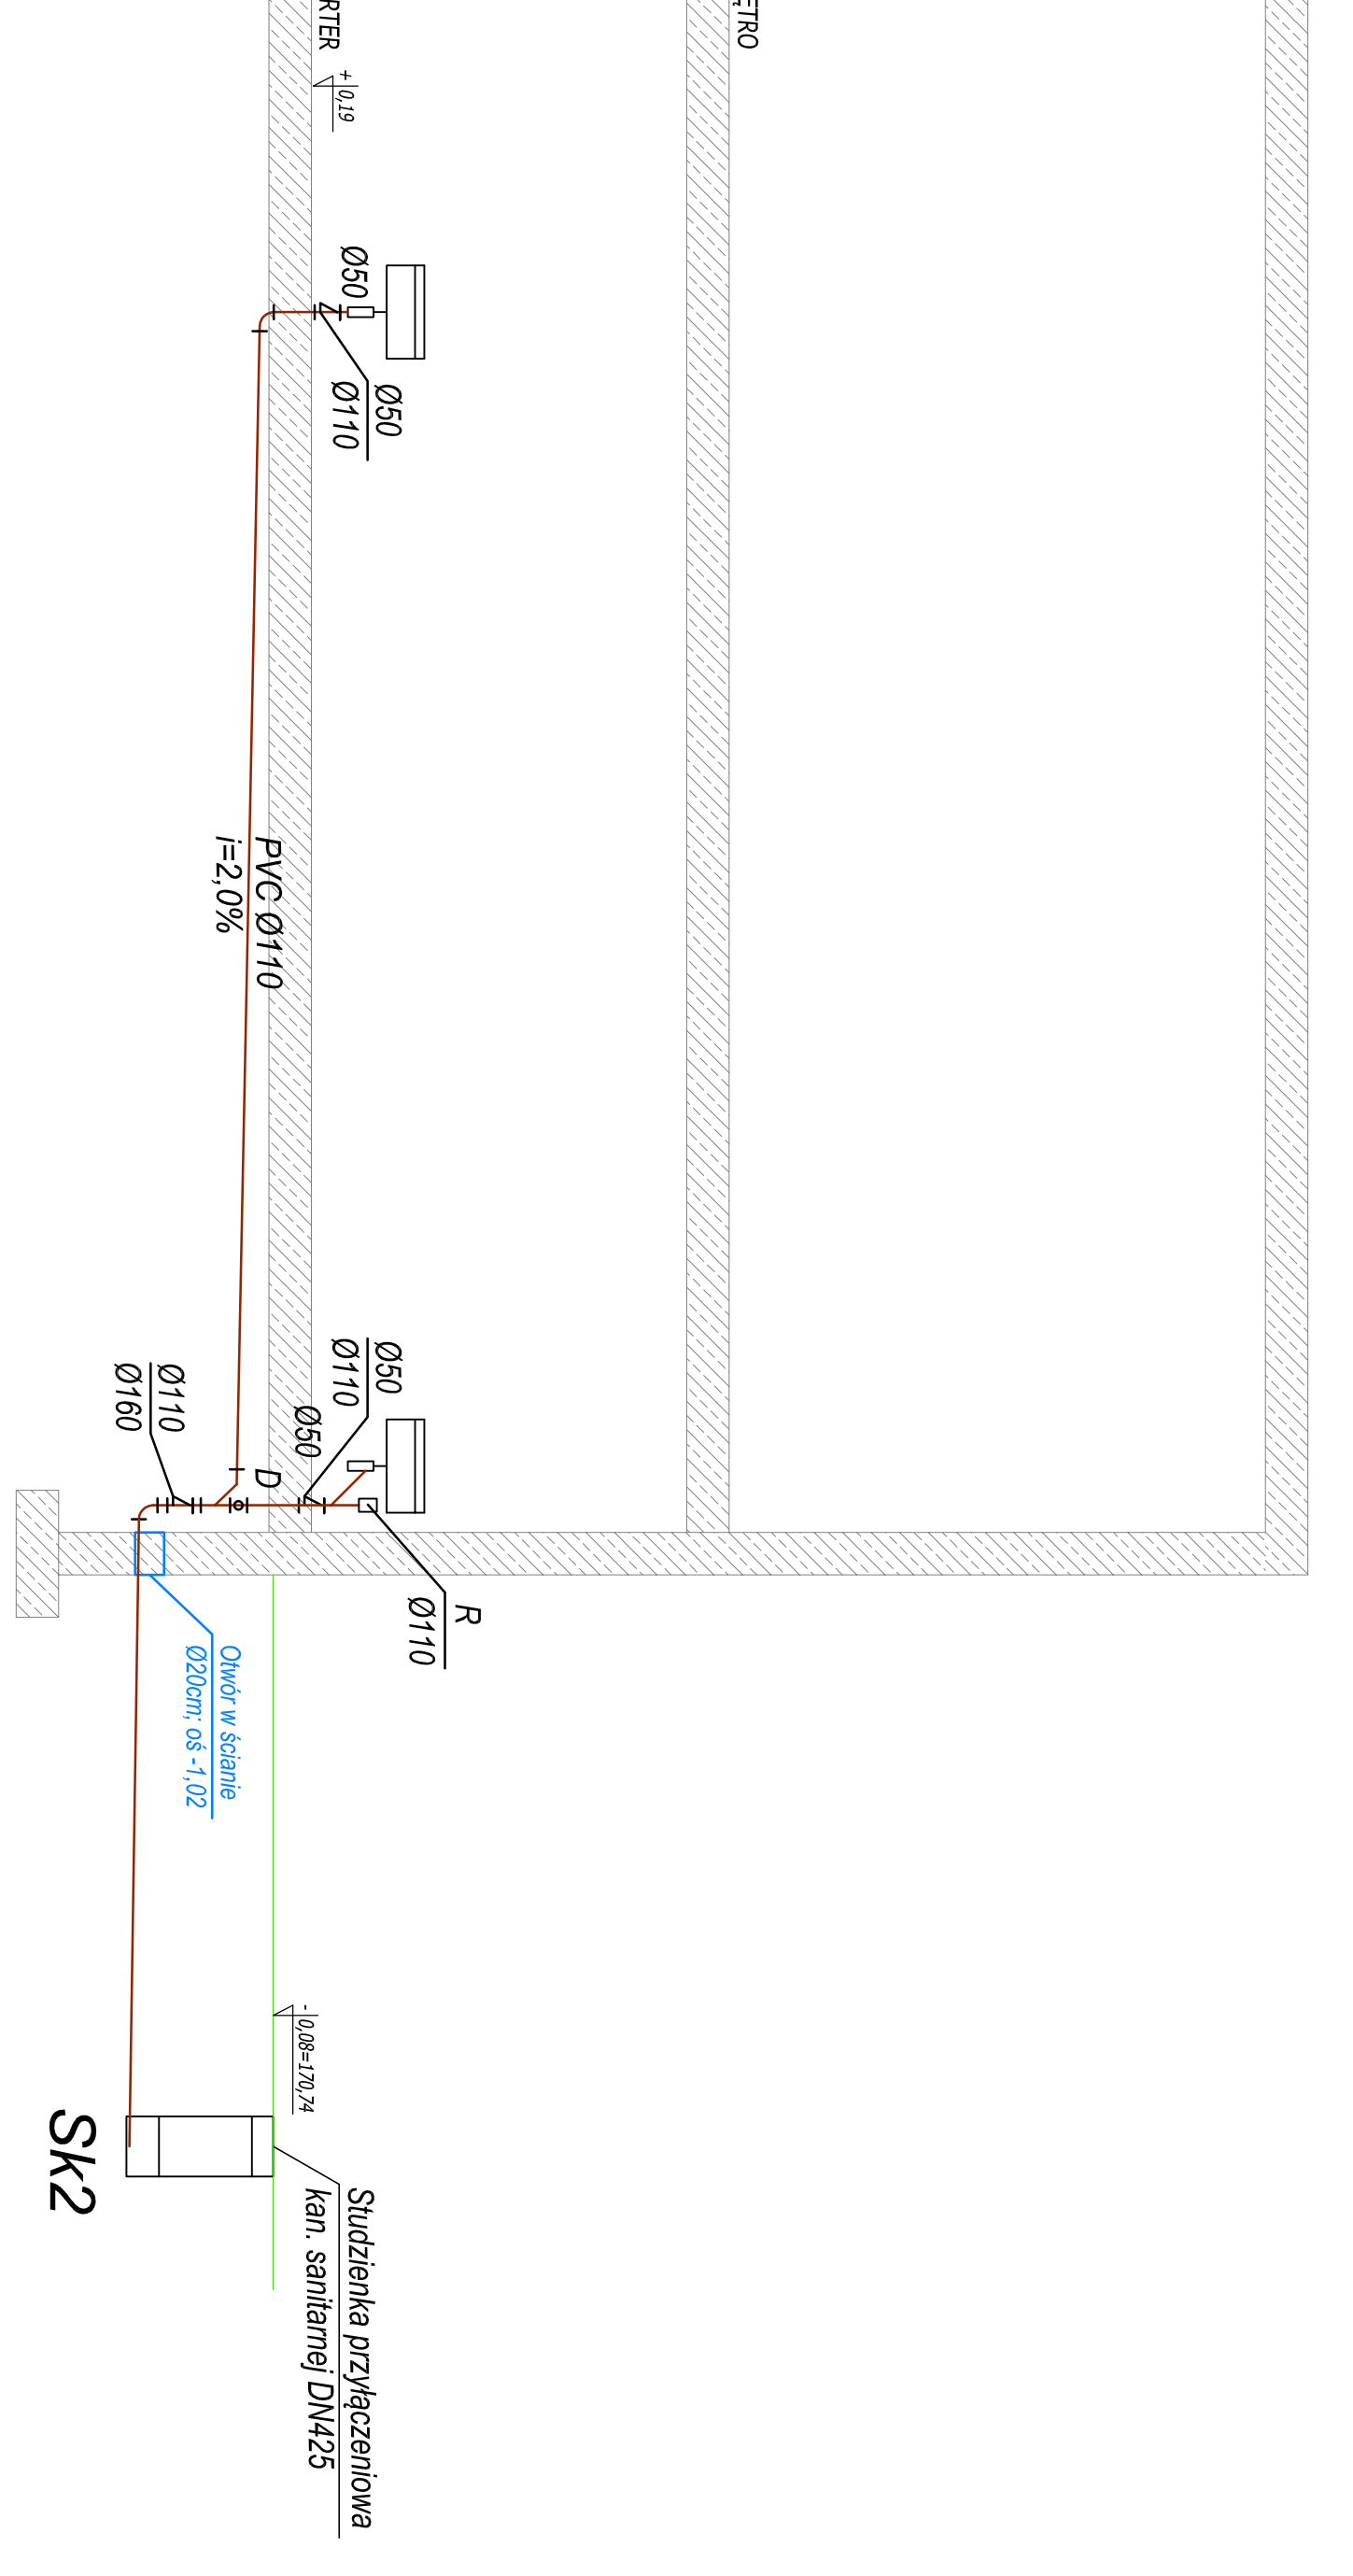 ĘTRO
RTER
+ 0,19
Ø50
Ø50
Ø110
PVC Ø110
i=2,0%
Ø50
Ø110
Ø50
D
Ø110
Ø160
R
Ø110
Otwór w ścianie
Ø20cm; oś -1,02
- 0,08=170,74
Sk2
Studzienka przyłączeniowa
kan. sanitarnej DN425